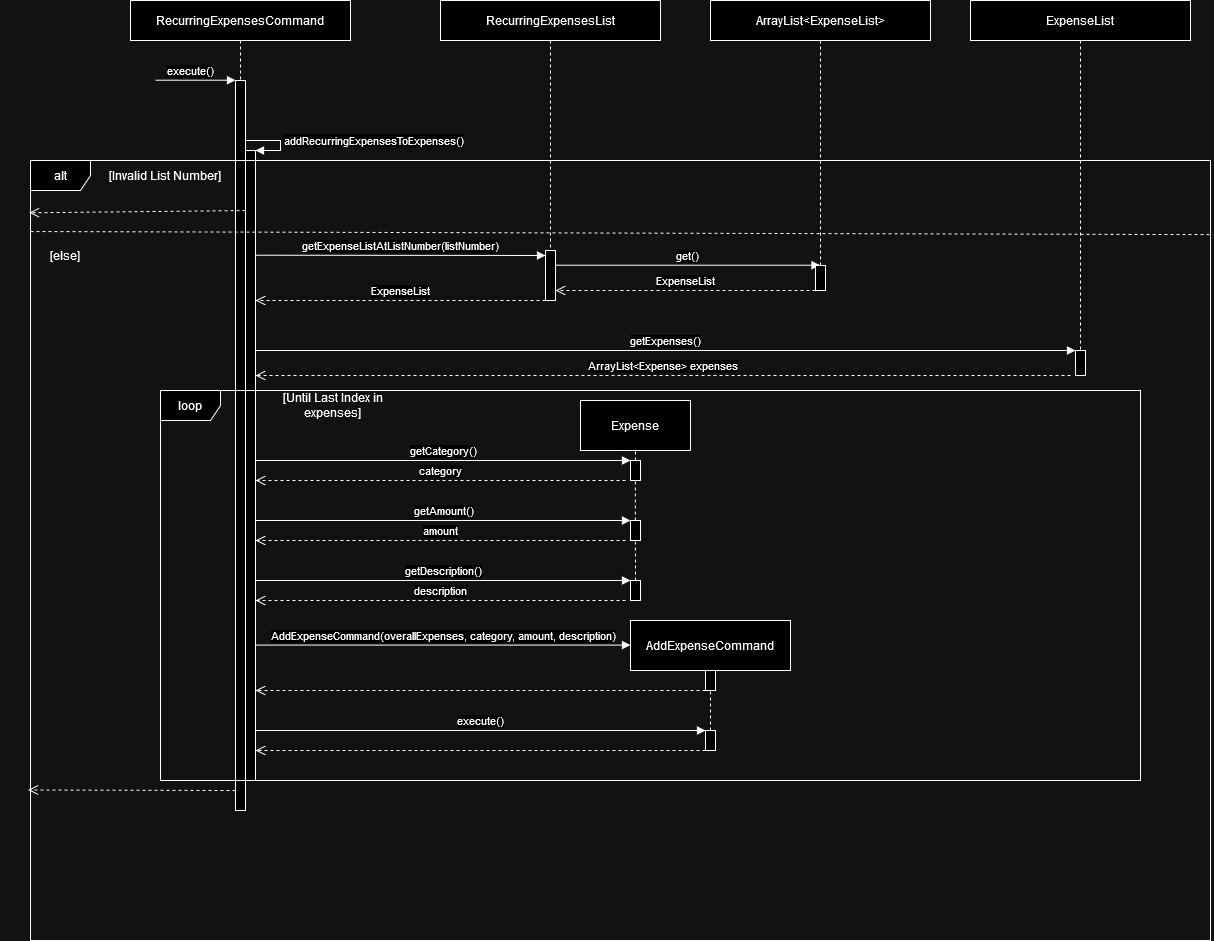 RecurringExpensesCommand
RecurringExpensesList
ArrayList<ExpenseList>
ExpenseList
execute()
addRecurringExpensesToExpenses()
alt
[Invalid List Number]
[else]
getExpenseListAtListNumber(listNumber)
get()
ExpenseList
ExpenseList
getExpenses()
ArrayList<Expense> expenses
loop
[Until Last Index in
expenses]
Expense
getCategory()
category
getAmount()
amount
getDescription()
description
AddExpenseCommand(overallExpenses, category, amount, description)
AddExpenseCommand
execute()